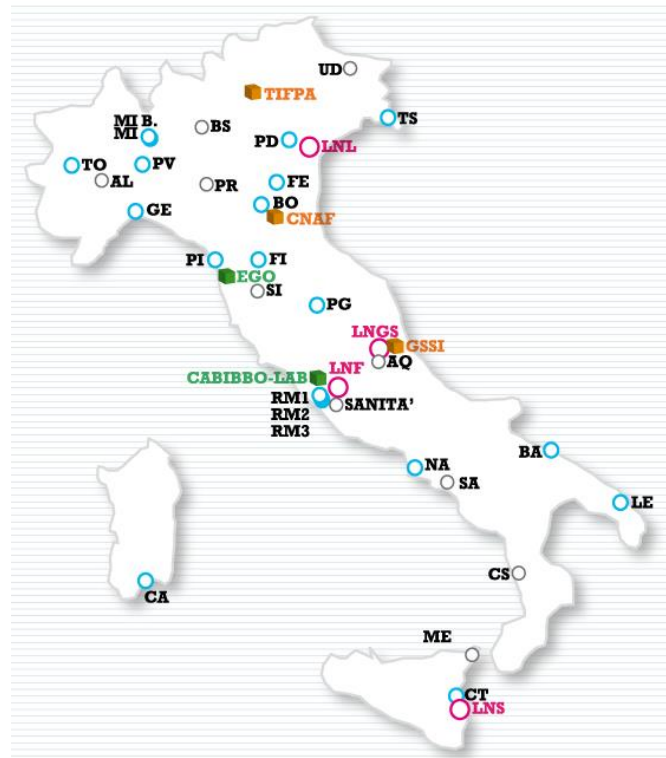 UD
TIFPA
TS
MI B.
MI
BS
PD
LNL
TO
PV
AL
PR
FE
BO
GE
CNAF
PI
FI
EGO
SI
PG
LNGS
GSSI
AQ
LNF
CABIBBO-LAB
RM1
SANITA'
RM2
RM3
BA
NA
SA
LE
CS
CA
ME
CT
LNS